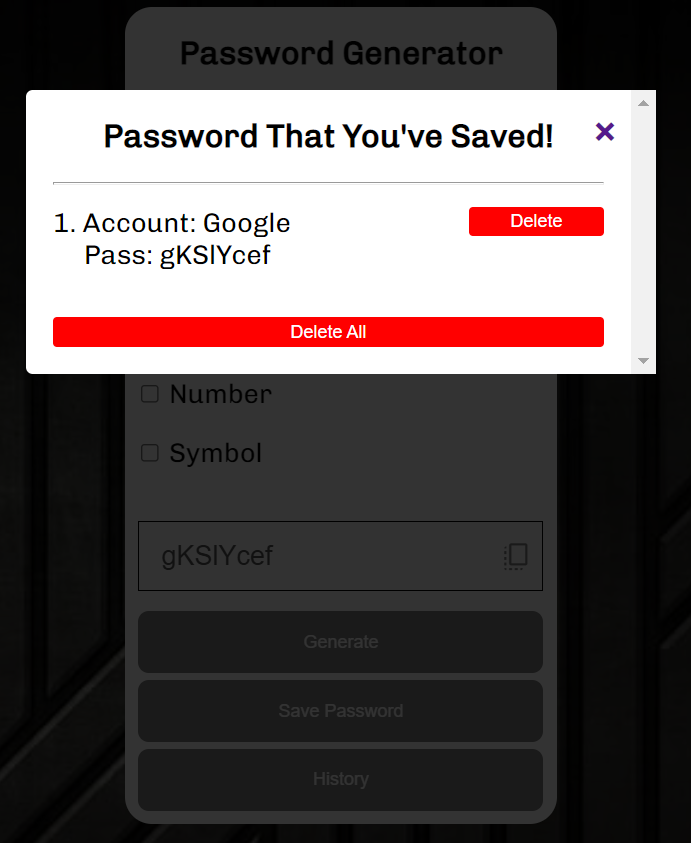 Password Generator
Password That You've Saved!
×
1. Account: Google
Delete
Pass: gKSlYcef
Delete All
Number
Symbol
gKSlYcef
Generate
Save Password
History